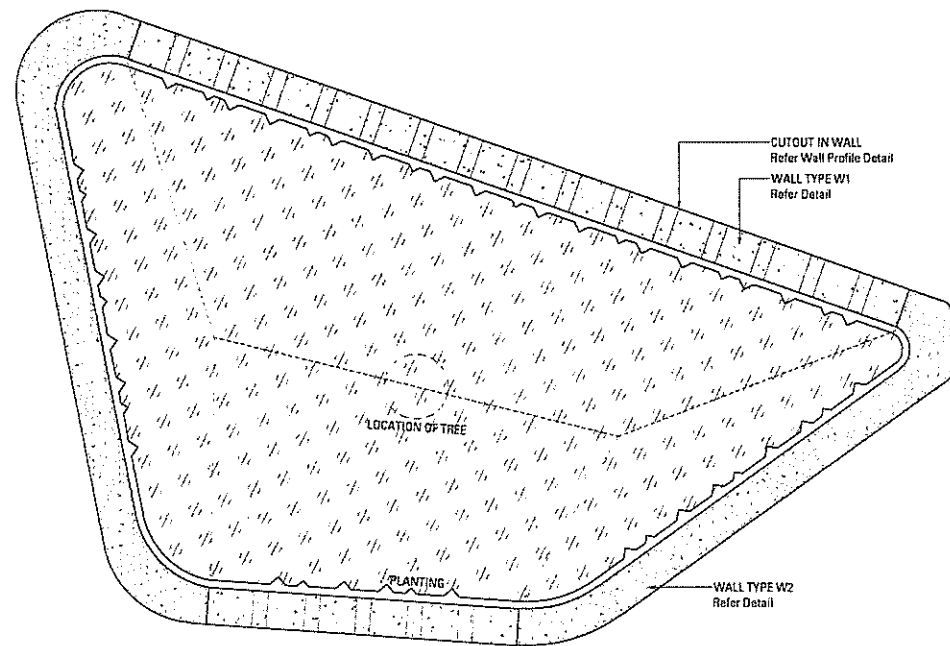 CUTOUT IN WALL
Refer Wall Profile Detail
WALL TYPE W1
Refer Detail
LOCATION OF TREE
PLANTING
WALL TYPE W2
Refer Detail